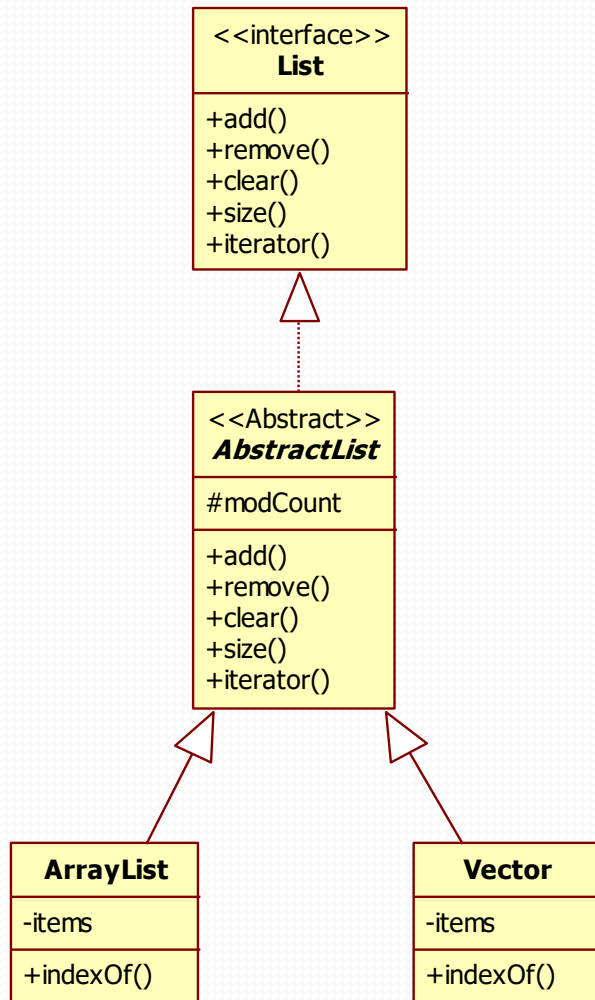 <<interface>>
List
+add()
+remove()
+clear()
+size()
+iterator()
<<Abstract>>
AbstractList
#modCount
+add()
+remove()
+clear()
+size()
+iterator()
ArrayList
-items
+indexOf()
Vector
-items
+indexOf()